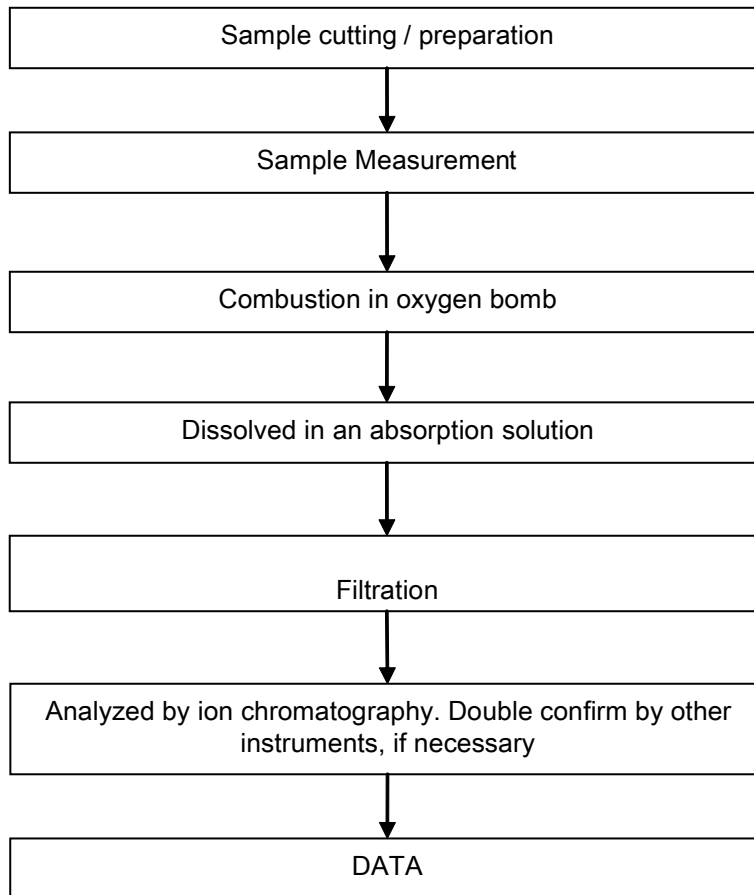 Sample cutting / preparation
Sample Measurement
Combustion in oxygen bomb
Dissolved in an absorption solution
Filtration
Analyzed by ion chromatography. Double confirm by other
instruments, if necessary
DATA